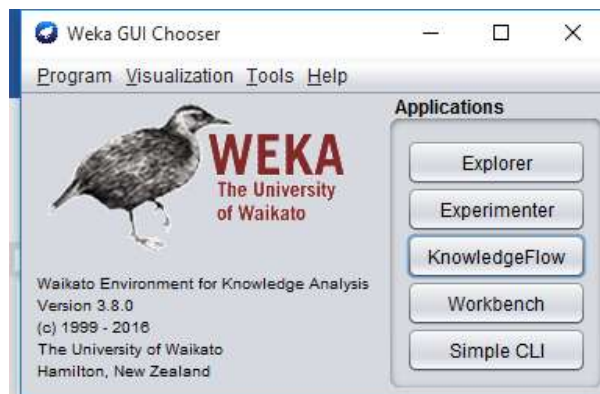 Weka GUI Chooser
Program Visualization Tools Help
WEKA
The University
of Waikato
Waikato Environment for Knowledge Analysis
Version 3.8.0
(c) 1999 - 2016
The University of Waikato
Hamilton, New Zealand
Applications
Explorer
Experimenter
KnowledgeFlow
Workbench
Simple CLI